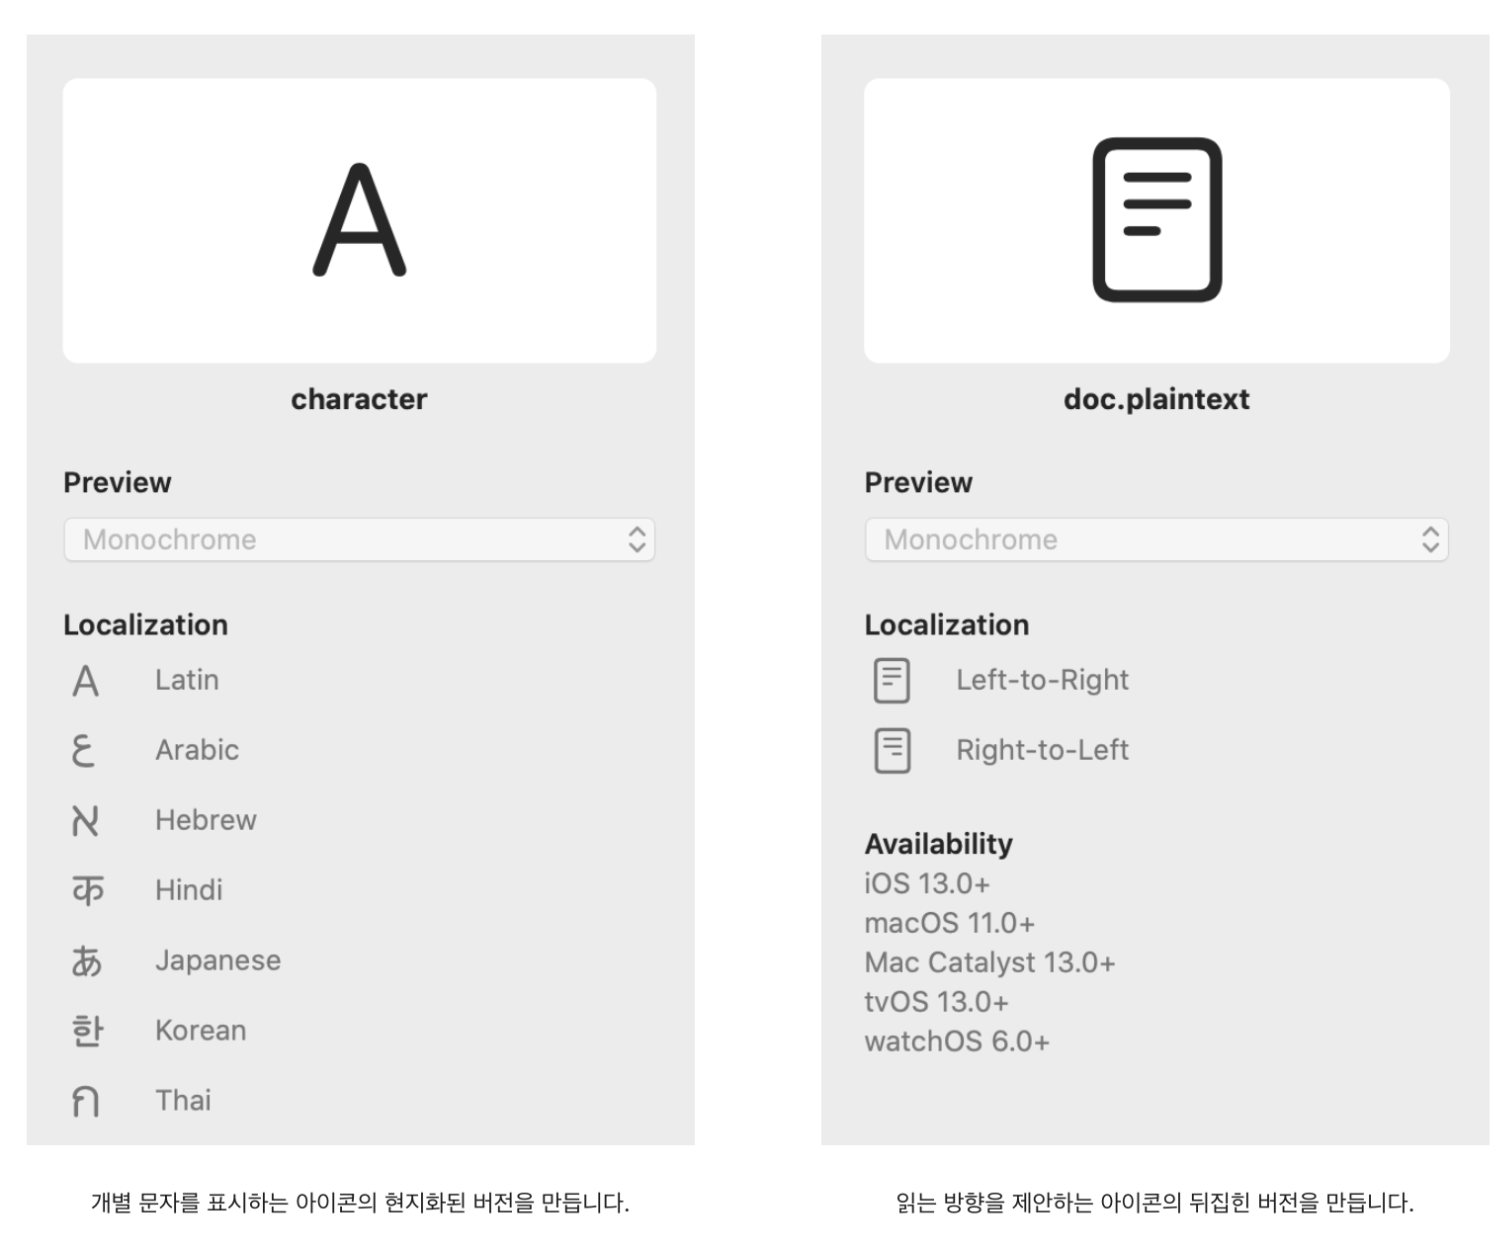 A
character
Preview
Monochrome
Localization
A Latin
ع Arabic
א Hebrew
क Hindi
あ Japanese
한 Korean
ก Thai
개별 문자를 표시하는 아이콘의 현지화된 버전을 만듭니다.
doc.plaintext
Preview
Monochrome
Localization
Left-to-Right
Right-to-Left
Availability
iOS 13.0+
macOS 11.0+
Mac Catalyst 13.0+
tvOS 13.0+
watchOS 6.0+
읽는 방향을 제안하는 아이콘의 뒤집힌 버전을 만듭니다.